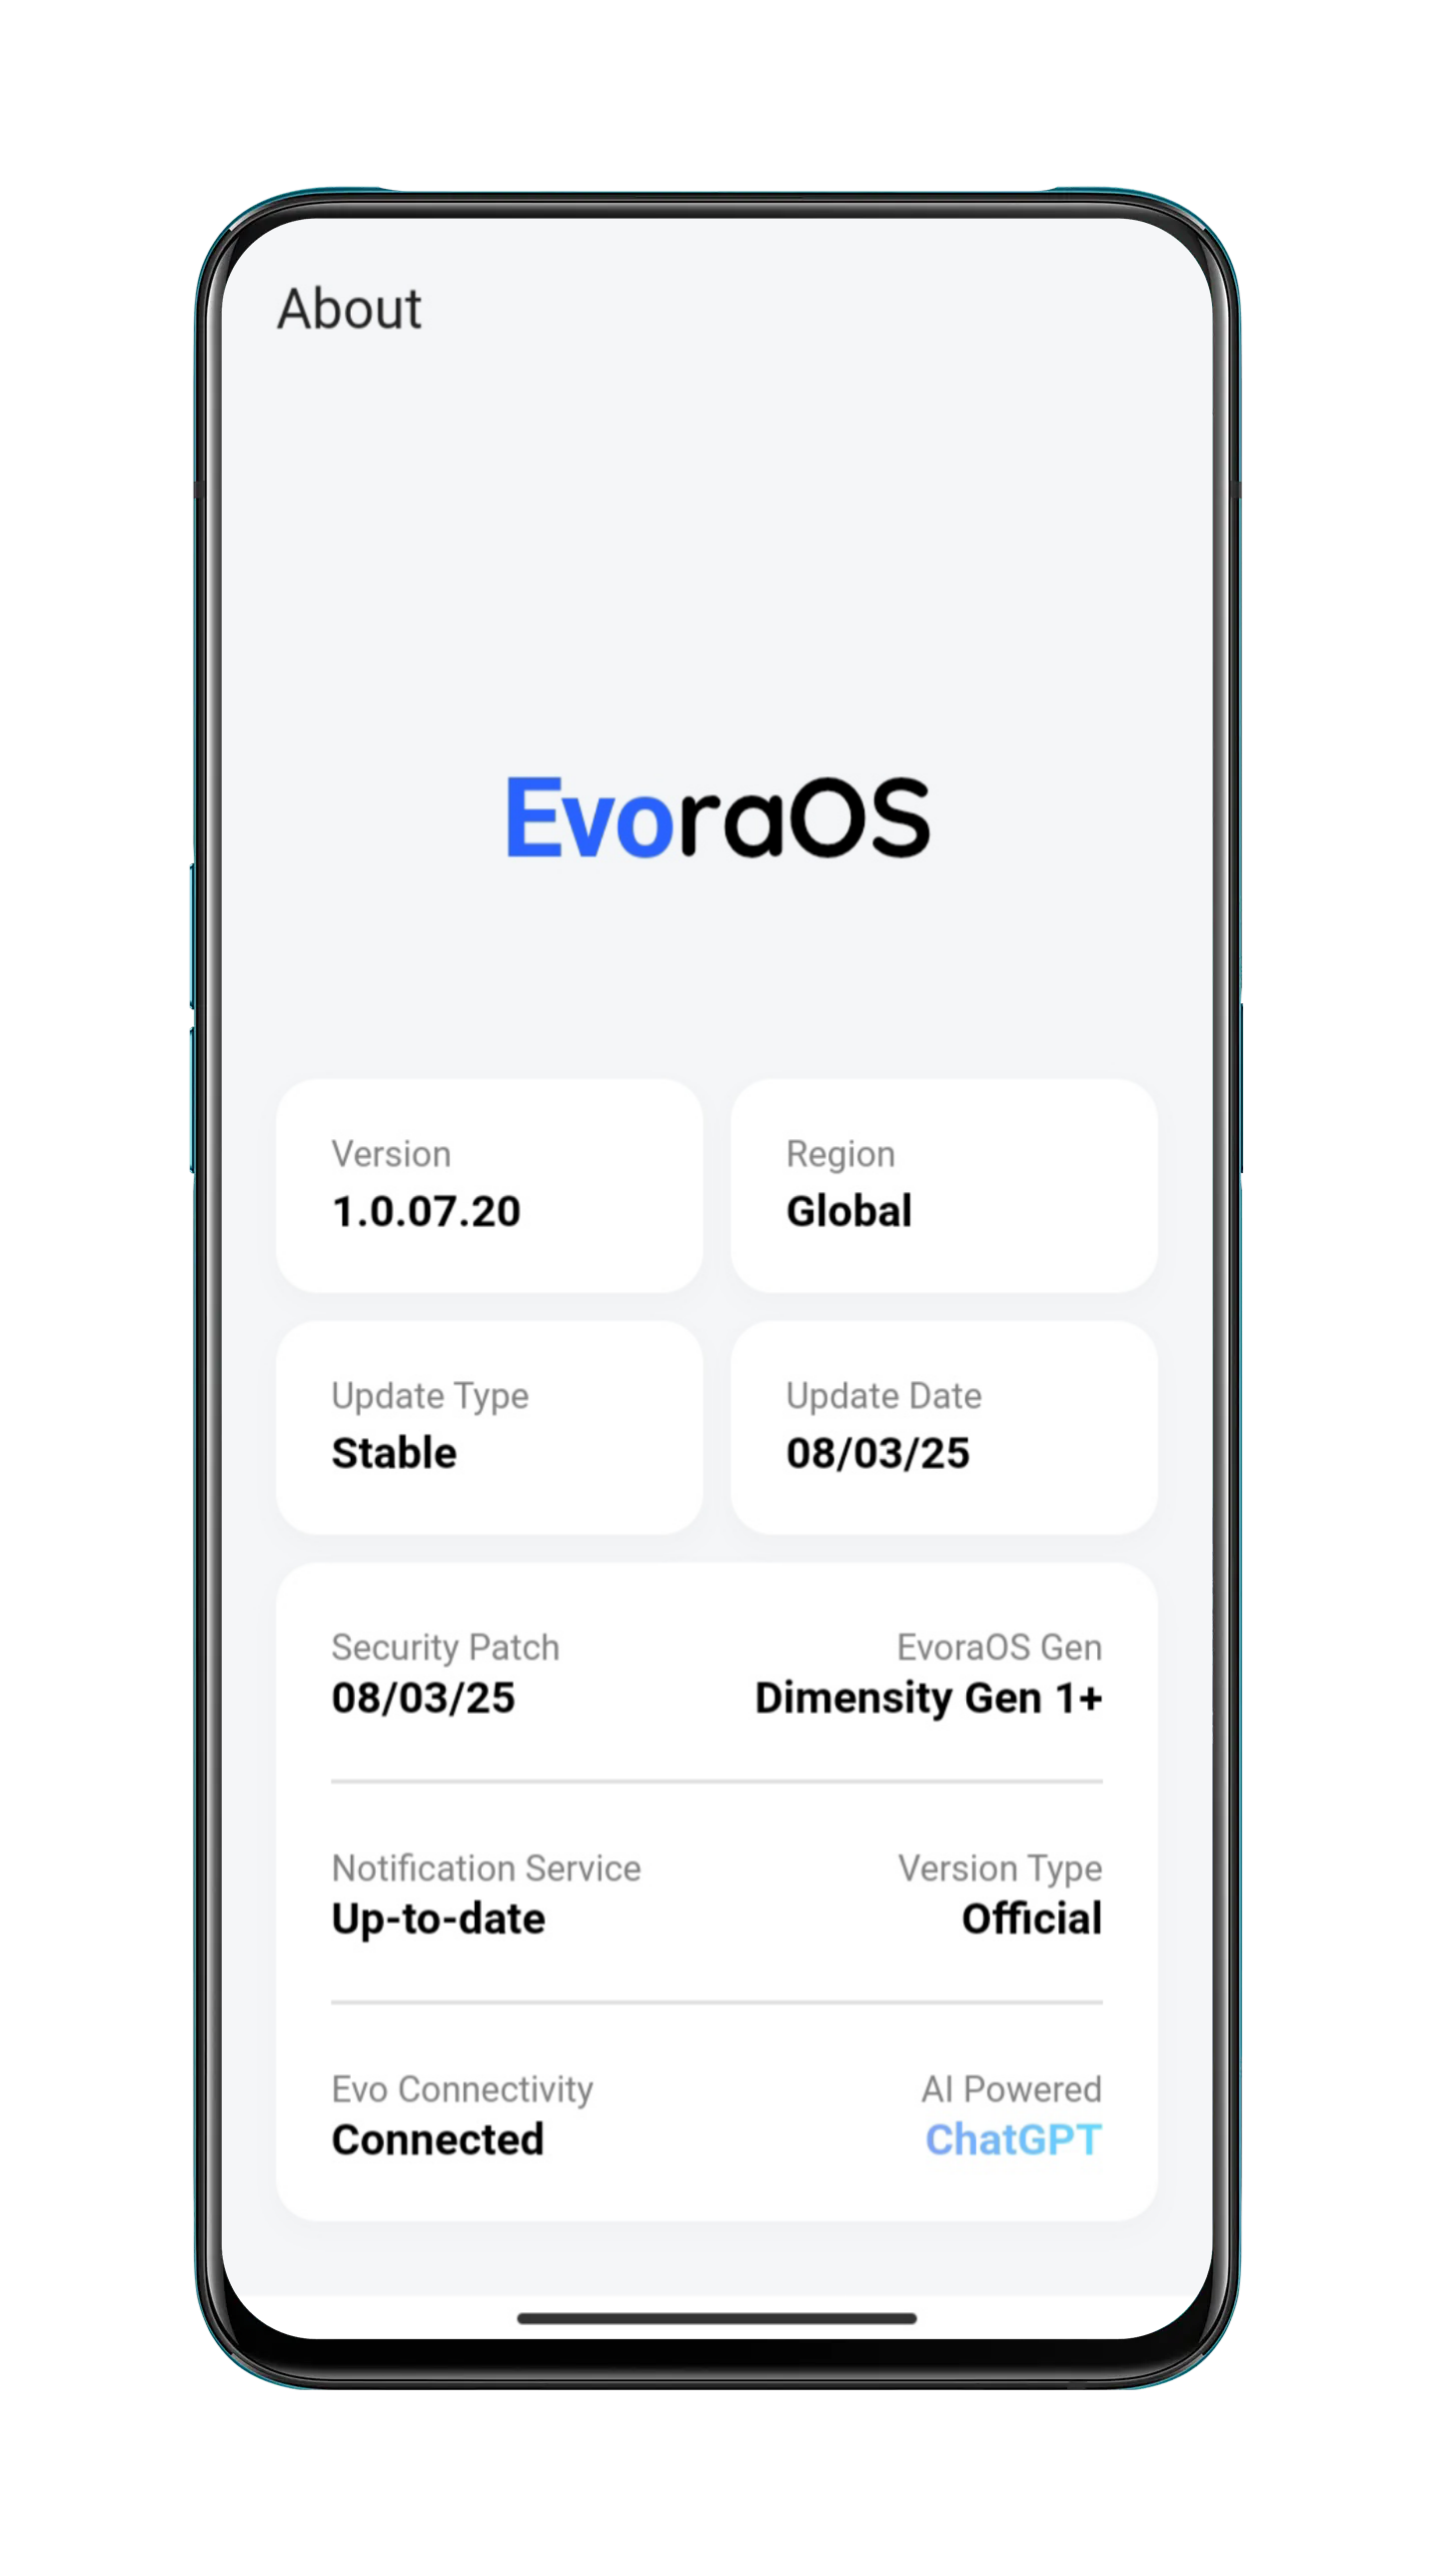 About
EvoraOS
Version
1.0.07.20
Region
Global
Update Type
Stable
Update Date
08/03/25
Security Patch
08/03/25
EvoraOS Gen
Dimensity Gen 1+
Notification Service
Up-to-date
Version Type
Official
Evo Connectivity
Connected
AI Powered
ChatGPT